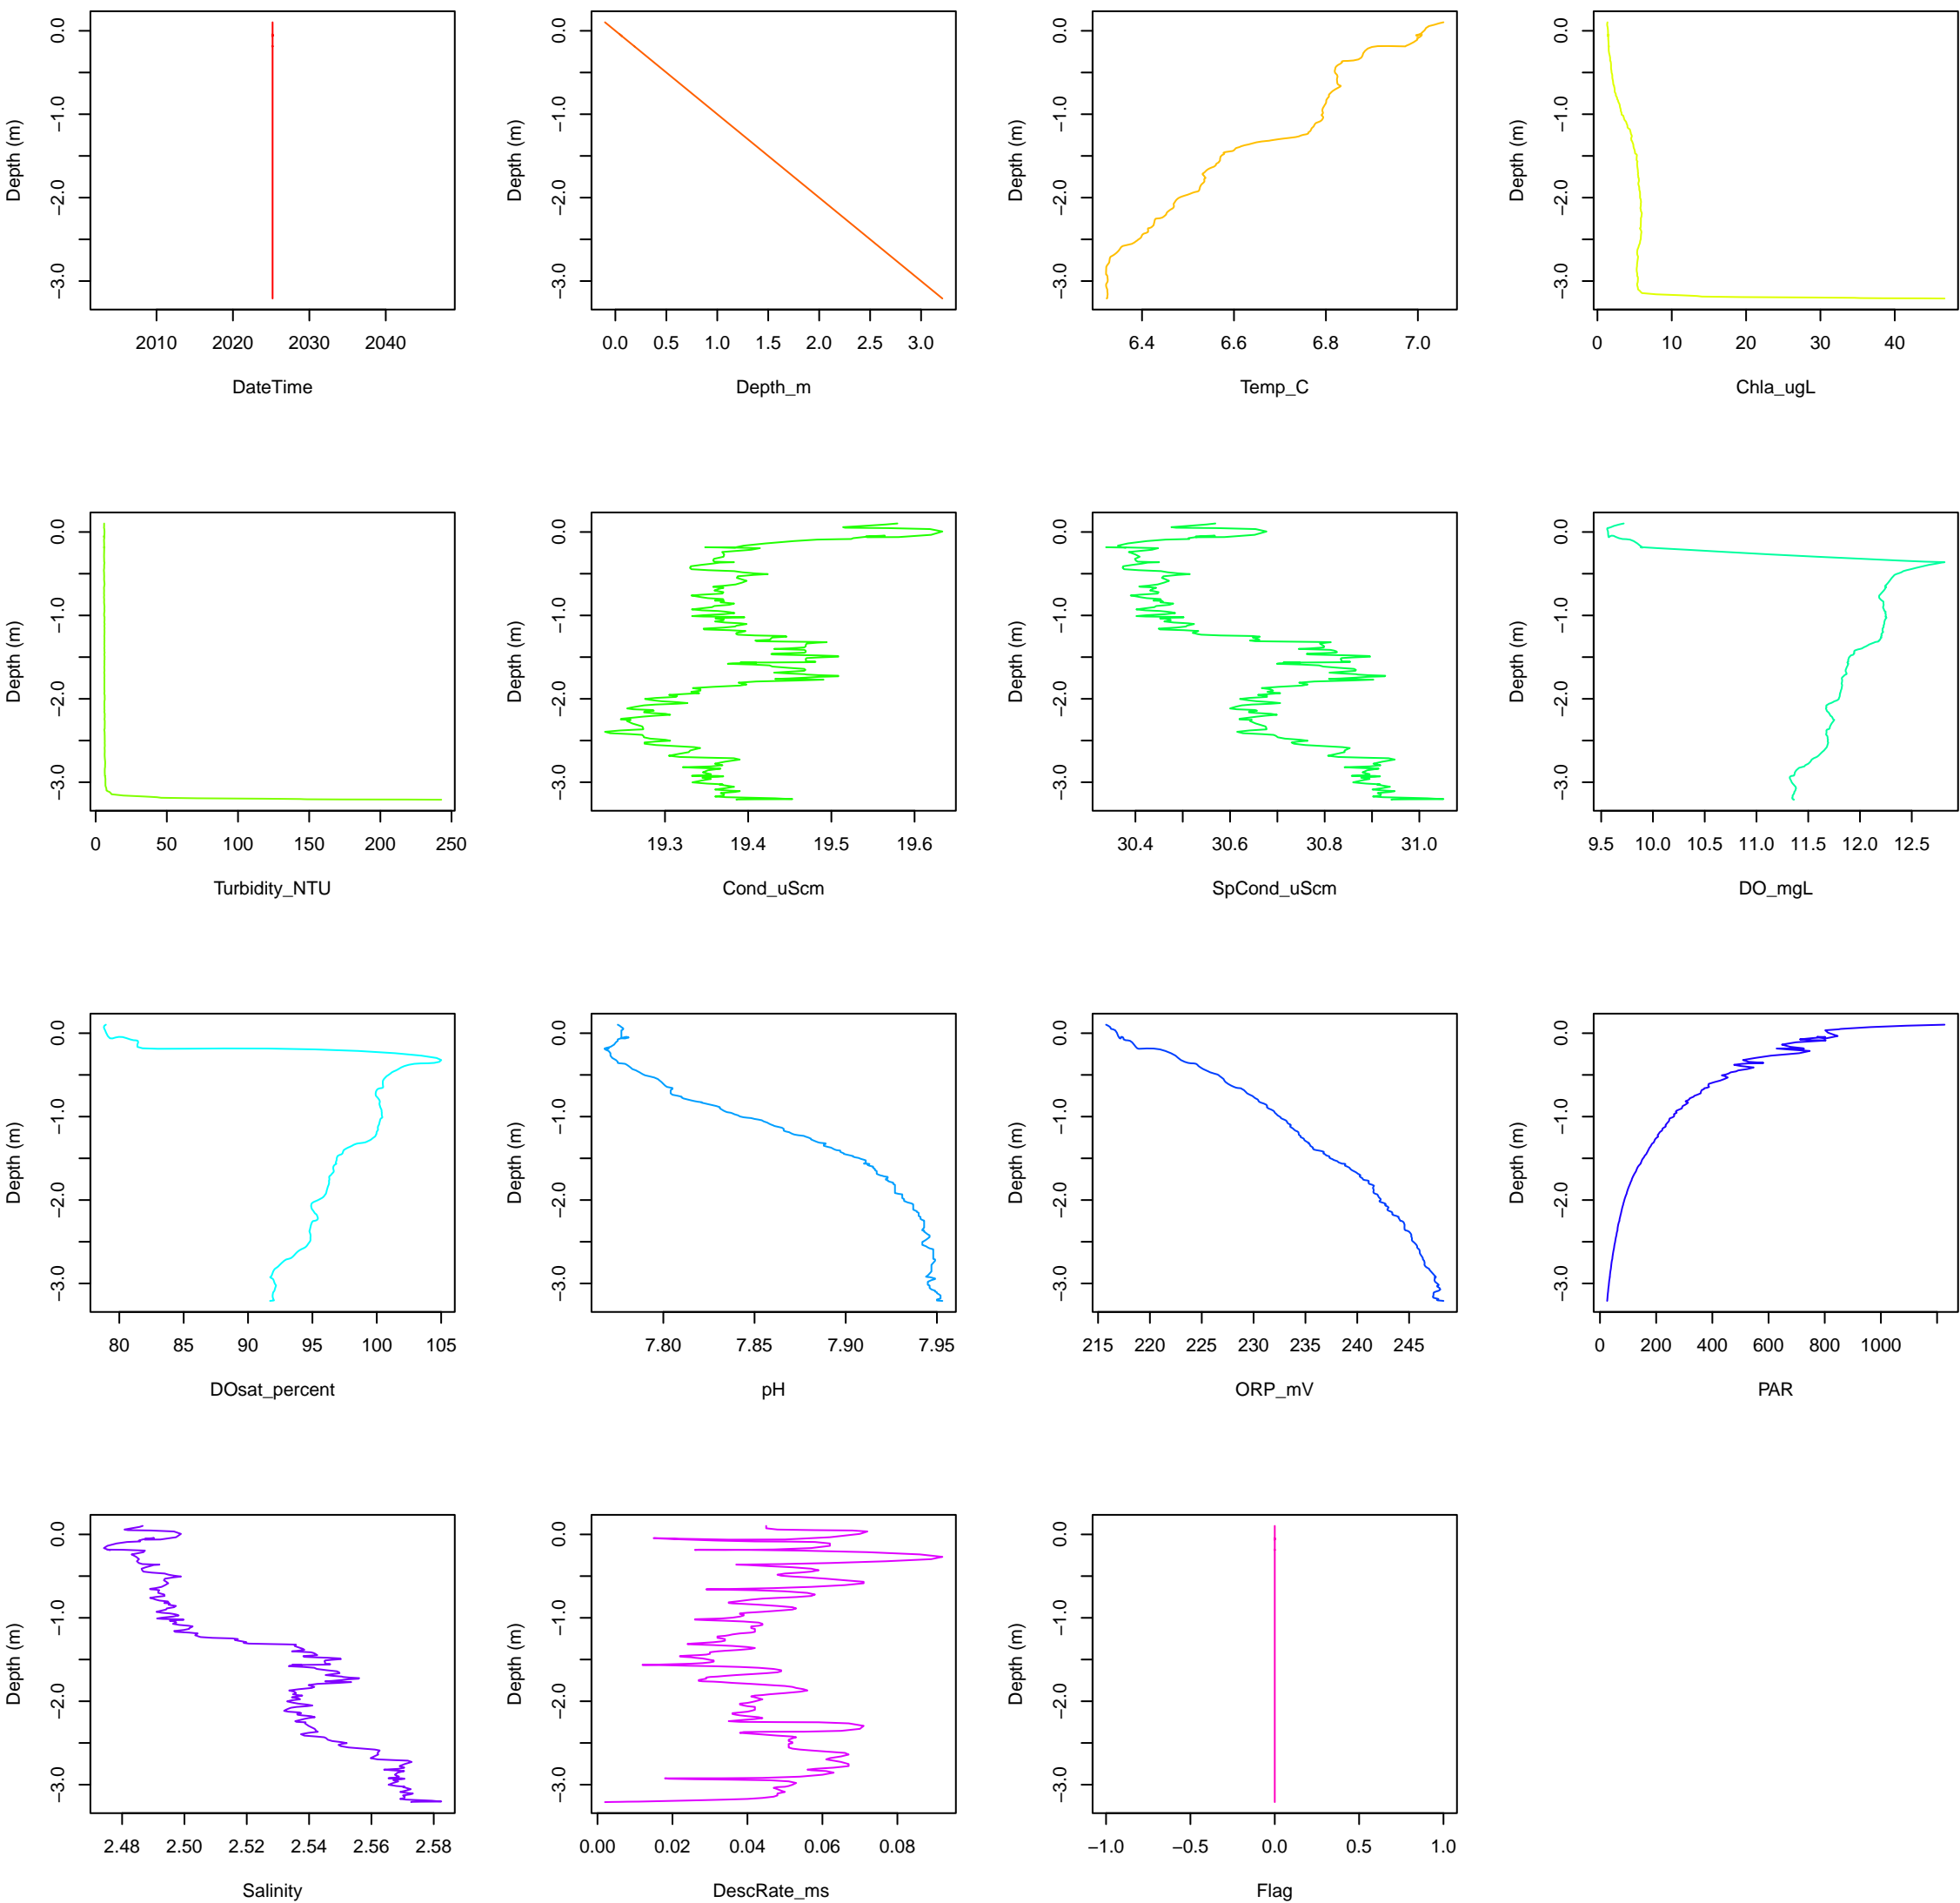 Depth (m)
0.0
−1.0
−2.0
−3.0
2010 2020 2030 2040
DateTime
Depth (m)
0.0
−1.0
−2.0
−3.0
0.0 0.5 1.0 1.5 2.0 2.5 3.0
Depth_m
Depth (m)
0.0
−1.0
−2.0
−3.0
6.4 6.6 6.8 7.0
Temp_C
Depth (m)
0.0
−1.0
−2.0
−3.0
0 10 20 30 40
Chla_ugL
Depth (m)
0.0
−1.0
−2.0
−3.0
0 50 100 150 200 250
Turbidity_NTU
Depth (m)
0.0
−1.0
−2.0
−3.0
19.3 19.4 19.5 19.6
Cond_uScm
Depth (m)
0.0
−1.0
−2.0
−3.0
30.4 30.6 30.8 31.0
SpCond_uScm
Depth (m)
0.0
−1.0
−2.0
−3.0
9.5 10.0 10.5 11.0 11.5 12.0 12.5
DO_mgL
Depth (m)
0.0
−1.0
−2.0
−3.0
80 85 90 95 100 105
DOsat_percent
Depth (m)
0.0
−1.0
−2.0
−3.0
7.80 7.85 7.90 7.95
pH
Depth (m)
0.0
−1.0
−2.0
−3.0
215 220 225 230 235 240 245
ORP_mV
Depth (m)
0.0
−1.0
−2.0
−3.0
0 200 400 600 800 1000
PAR
Depth (m)
0.0
−1.0
−2.0
−3.0
2.48 2.50 2.52 2.54 2.56 2.58
Salinity
Depth (m)
0.0
−1.0
−2.0
−3.0
0.00 0.02 0.04 0.06 0.08
DescRate_ms
Depth (m)
0.0
−1.0
−2.0
−3.0
−1.0 −0.5 0.0 0.5 1.0
Flag